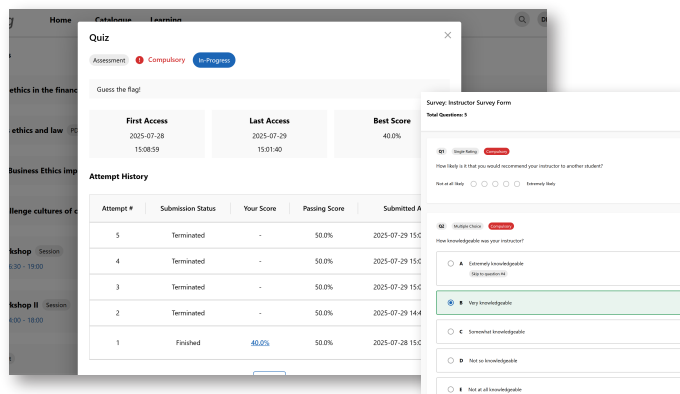 Home Catalogue Learning
Quiz
Assessment Compulsory In-Progress
Guess the flag!
First Access Last Access Best Score
2025-07-28 2025-07-29 40.0%
15:08:59 15:01:40
Attempt History
Attempt # Submission Status Your Score Passing Score Submitted A
5 Terminated - 50.0% 2025-07-29 15:0
4 Terminated - 50.0% 2025-07-29 15:0
3 Terminated - 50.0% 2025-07-29 15:0
2 Terminated - 50.0% 2025-07-29 14:4
1 Finished 40.0% 50.0% 2025-07-28 15:0
ethics in the financ
ethics and law
Business Ethics imp
llenge cultures of c
kshop Session
8:30 - 19:00
kshop II Session
4:00 - 18:00
Survey: Instructor Survey Form
Total Questions: 5
Q1 Single Rating Compulsory
How likely is it that you would recommend your instructor to another student?
Not at all likely Extremely likely
Q2 Multiple Choice Compulsory
How knowledgeable was your instructor?
A Extremely knowledgeable
Skip to question #4
B Very knowledgeable
C Somewhat knowledgeable
D Not so knowledgeable
E Not at all knowledgeable